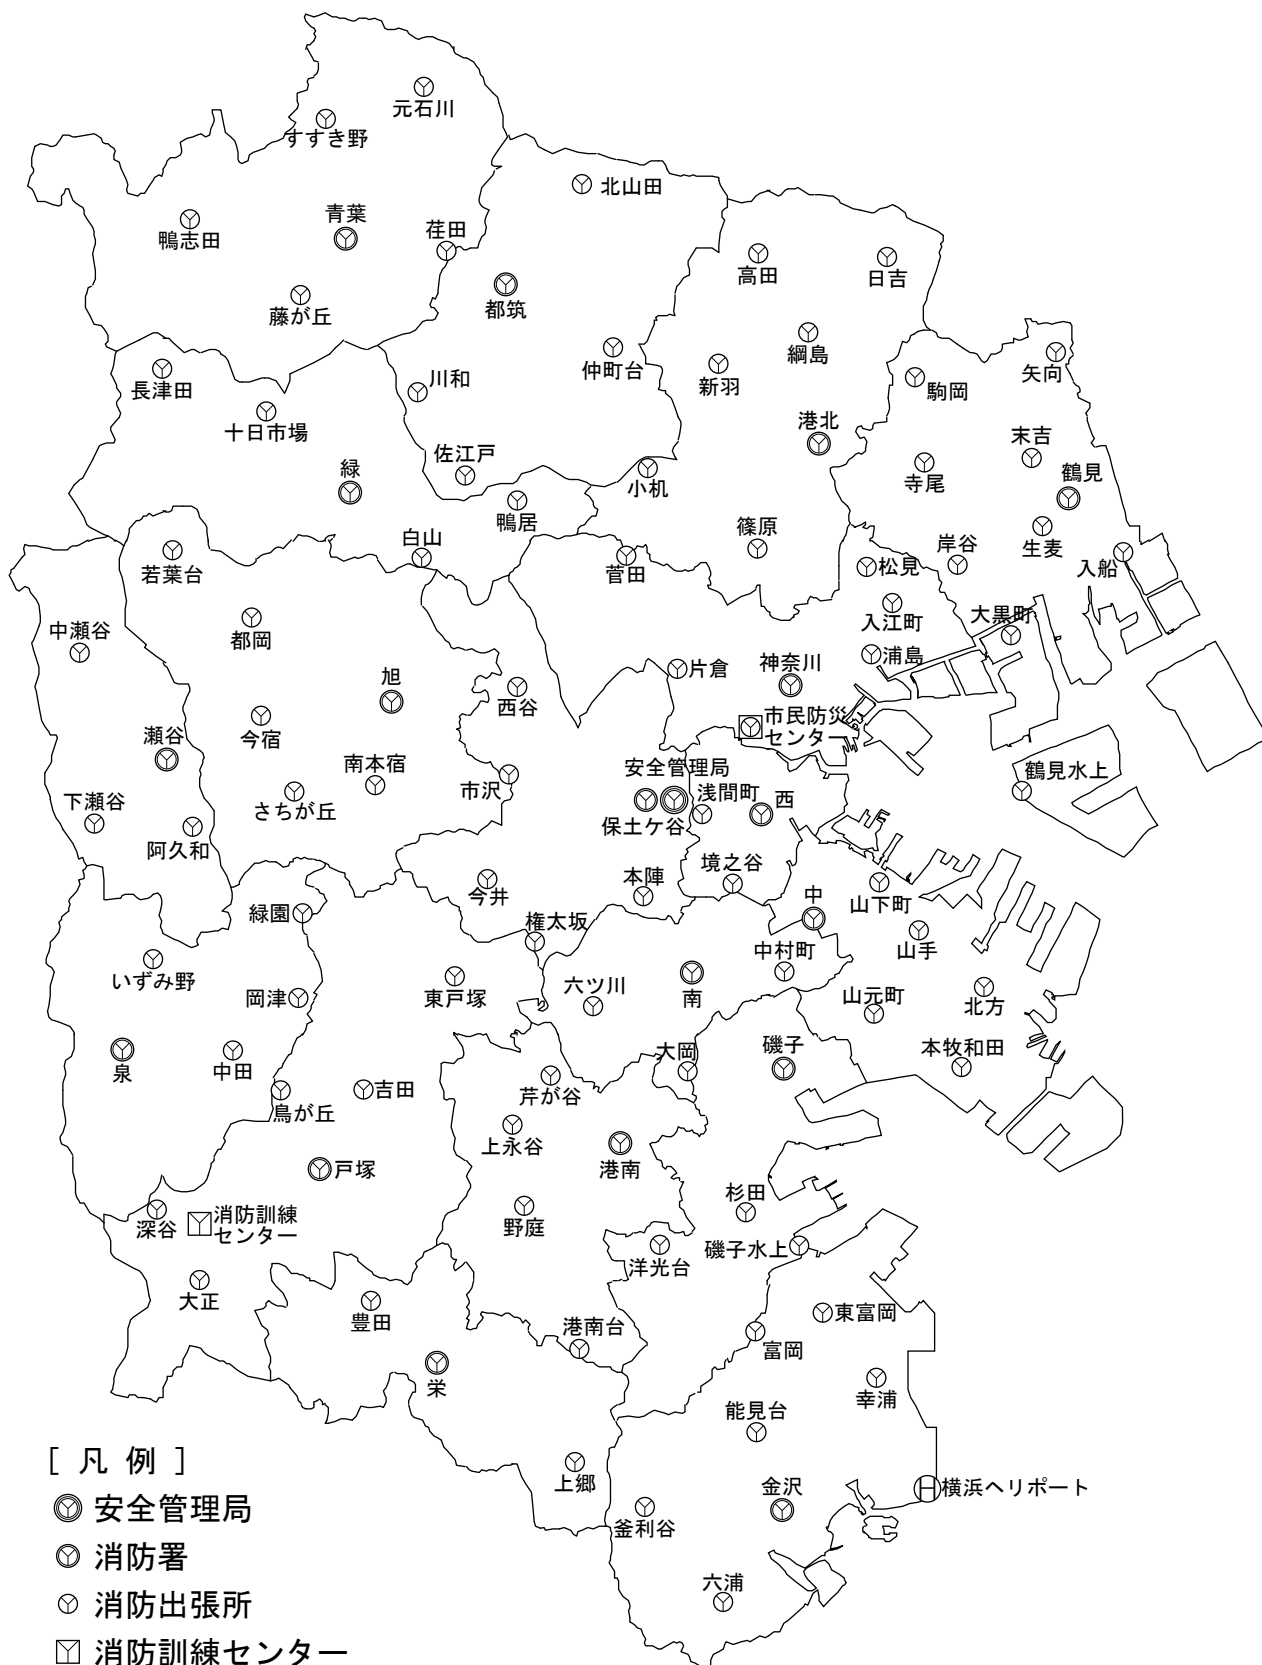 元石川
すすき野
北山田
青葉
荏田
鴨志田
高田
日吉
都筑
藤が丘
綱島
仲町台
矢向
長津田
新羽
川和
駒岡
十日市場
港北
末吉
佐江戸
緑
小机
寺尾
鶴見
鴨居
篠原
生麦
白山
岸谷
若葉台
菅田
松見
入船
入江町
大黒町
中瀬谷
都岡
浦島
片倉
神奈川
旭
西谷
市民防災
センター
今宿
瀬谷
南本宿
安全管理局
鶴見水上
市沢
浅間町
西
下瀬谷
さちが丘
保土ケ谷
阿久和
境之谷
今井
本陣
中
山下町
緑園
権太坂
中村町
山手
いずみ野
東戸塚
六ツ川
南
岡津
山元町
北方
大岡
磯子
本牧和田
泉
中田
吉田
芹が谷
鳥が丘
上永谷
港南
戸塚
杉田
深谷
消防訓練
センター
野庭
磯子水上
洋光台
大正
東富岡
豊田
港南台
富岡
栄
幸浦
能見台
[ 凡 例 ]
上郷
金沢
横浜ヘリポート
安全管理局
釜利谷
消防署
六浦
消防出張所
消防訓練センター